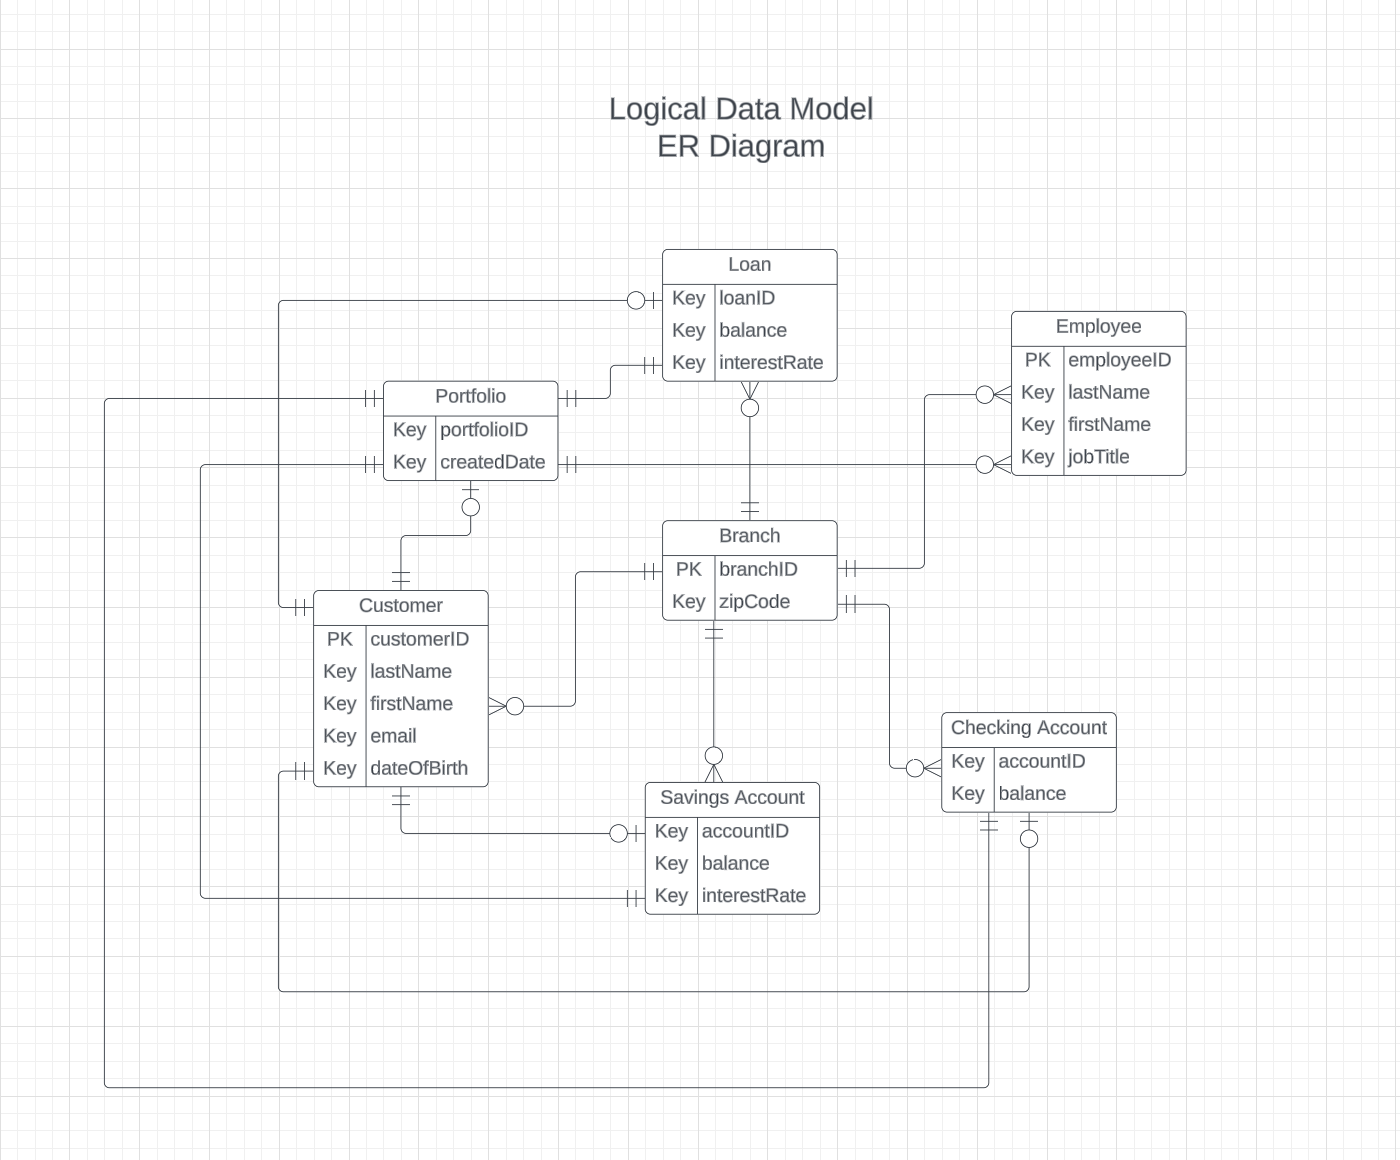 Logical Data Model
ER Diagram
Loan
Key loanID
Key balance
Key interestRate
Employee
PK employeeID
Key lastName
Key firstName
Key jobTitle
Portfolio
Key portfolioID
Key createdDate
Branch
PK branchID
Key zipCode
Customer
PK customerID
Key lastName
Key firstName
Key email
Key dateOfBirth
Checking Account
Key accountID
Key balance
Savings Account
Key accountID
Key balance
Key interestRate